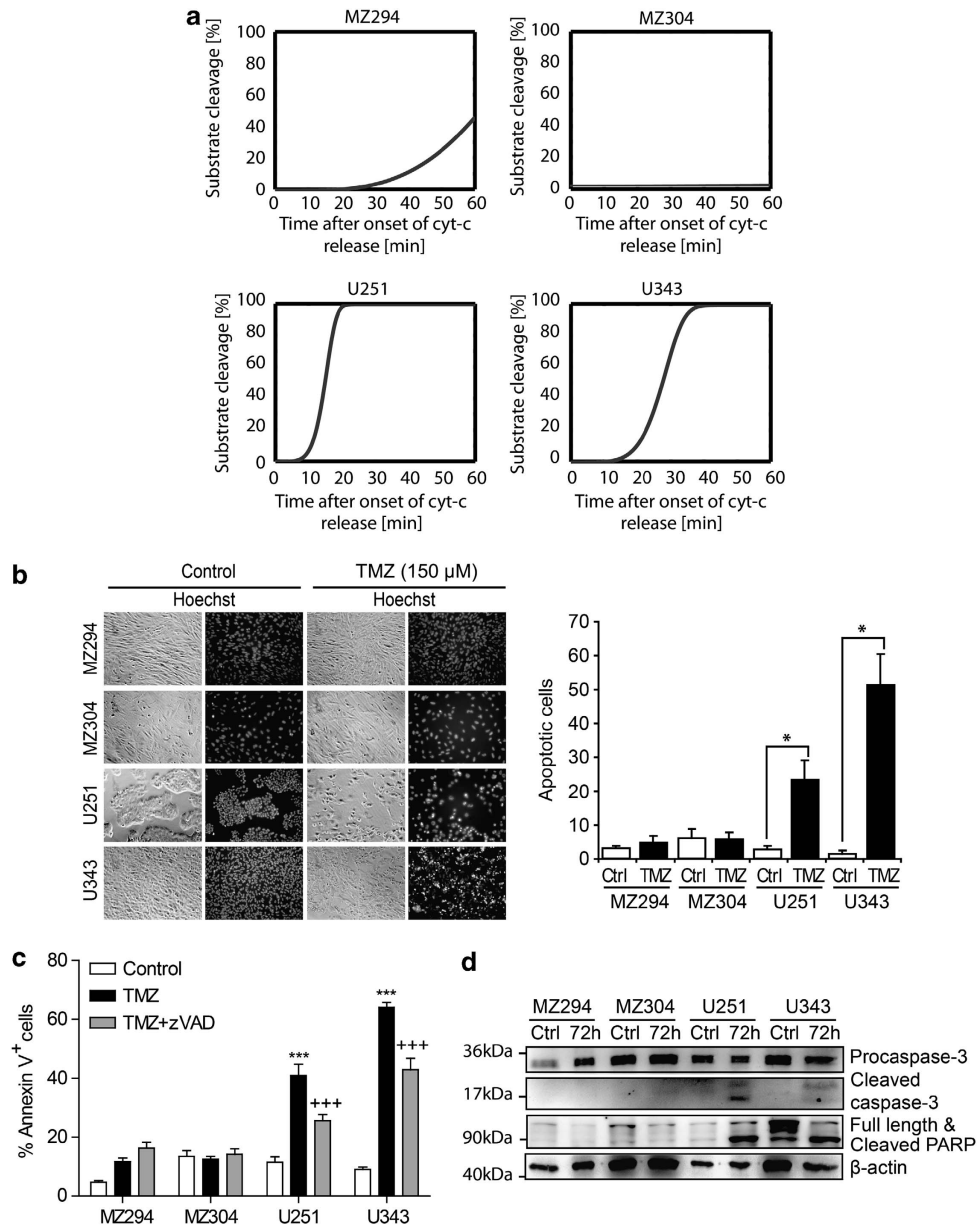 a
MZ294
MZ304
Substrate cleavage [%]
100
80
60
40
20
0
0 10 20 30 40 50 60
Time after onset of cyt-c
release [min]
Substrate cleavage [%]
100
80
60
40
20
0
0 10 20 30 40 50 60
Time after onset of cyt-c
release [min]
U251
U343
Substrate cleavage [%]
100
80
60
40
20
0
0 10 20 30 40 50 60
Time after onset of cyt-c
release [min]
Substrate cleavage [%]
100
80
60
40
20
0
0 10 20 30 40 50 60
Time after onset of cyt-c
release [min]
b
Control
TMZ (150 µM)
Hoechst
Hoechst
MZ294
MZ304
U251
U343
Apoptotic cells
70
60
50
40
30
20
10
0
*
*
Ctrl TMZ Ctrl TMZ Ctrl TMZ Ctrl TMZ
MZ294 MZ304 U251 U343
c
% Annexin V+ cells
80
60
40
20
0
Control
TMZ
TMZ+zVAD
***
+++
***
+++
MZ294 MZ304 U251 U343
d
MZ294 MZ304 U251 U343
Ctrl 72h Ctrl 72h Ctrl 72h Ctrl 72h
36kDa
Procaspase-3
17kDa
Cleaved
caspase-3
90kDa
Full length &
Cleaved PARP
40kDa
β-actin